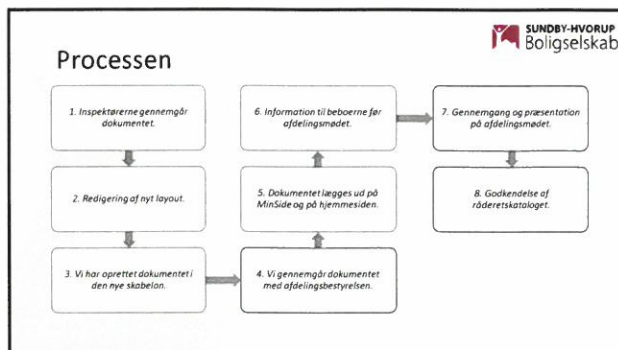 SUNDBY-HVORUP
Boligselskab
Processen
1. Inspektørerne gennemgår
dokumentet.
2. Redigering af nyt layout.
3. Vi har oprettet dokumentet i
den nye skabelon.
4. Vi gennemgår dokumentet
med afdelingsbestyrelsen.
5. Dokumentet lægges ud på
MinSide og på hjemmesiden.
6. Information til beboerne før
afdelingsmødet.
7. Gennemgang og præsentation
på afdelingsmødet.
8. Godkendelse af
råderetskataloget.